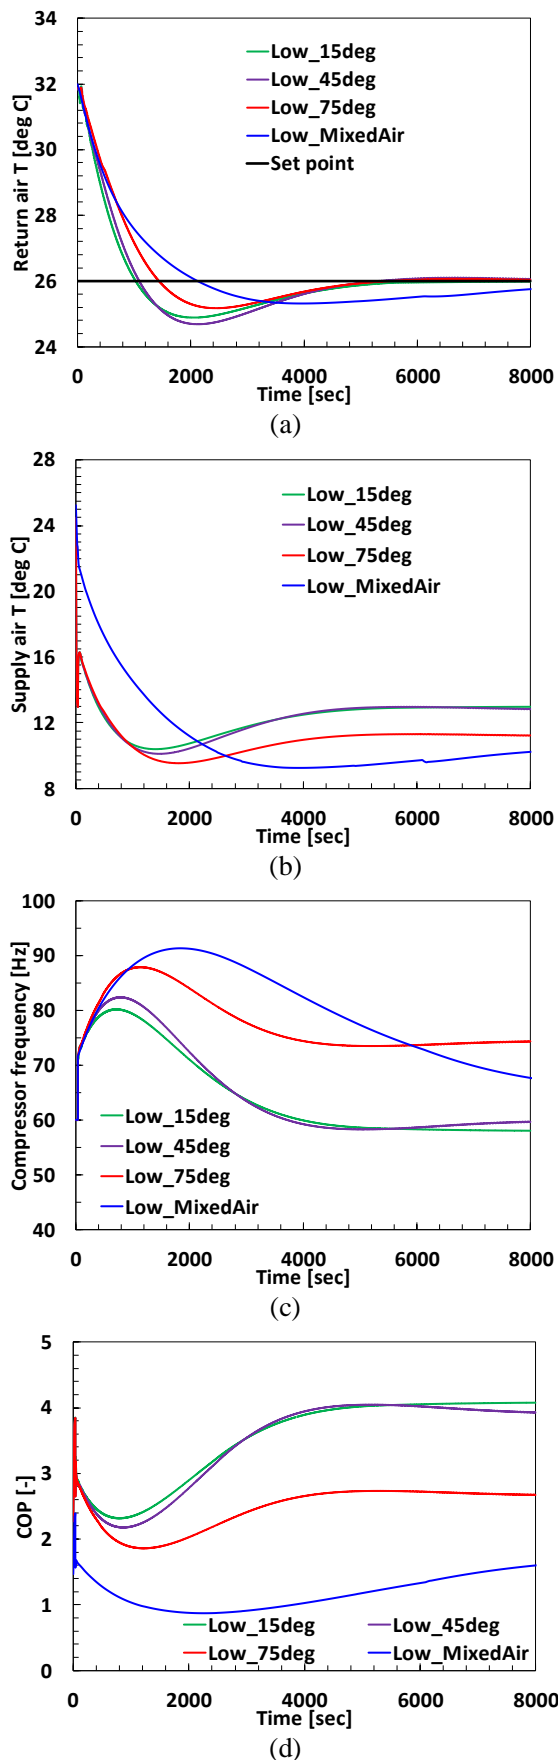 Return air T [deg C]
34
32
30
28
26
24
Low_15deg
Low_45deg
Low_75deg
Low_MixedAir
Set point
0 2000 4000 6000 8000
Time [sec]
(a)
Supply air T [deg C]
28
24
20
16
12
8
Low_15deg
Low_45deg
Low_75deg
Low_MixedAir
0 2000 4000 6000 8000
Time [sec]
(b)
Compressor frequency [Hz]
100
90
80
70
60
50
40
Low_15deg
Low_45deg
Low_75deg
Low_MixedAir
0 2000 4000 6000 8000
Time [sec]
(c)
COP [-]
5
4
3
2
1
0
Low_15deg Low_45deg
Low_75deg Low_MixedAir
0 2000 4000 6000 8000
Time [sec]
(d)